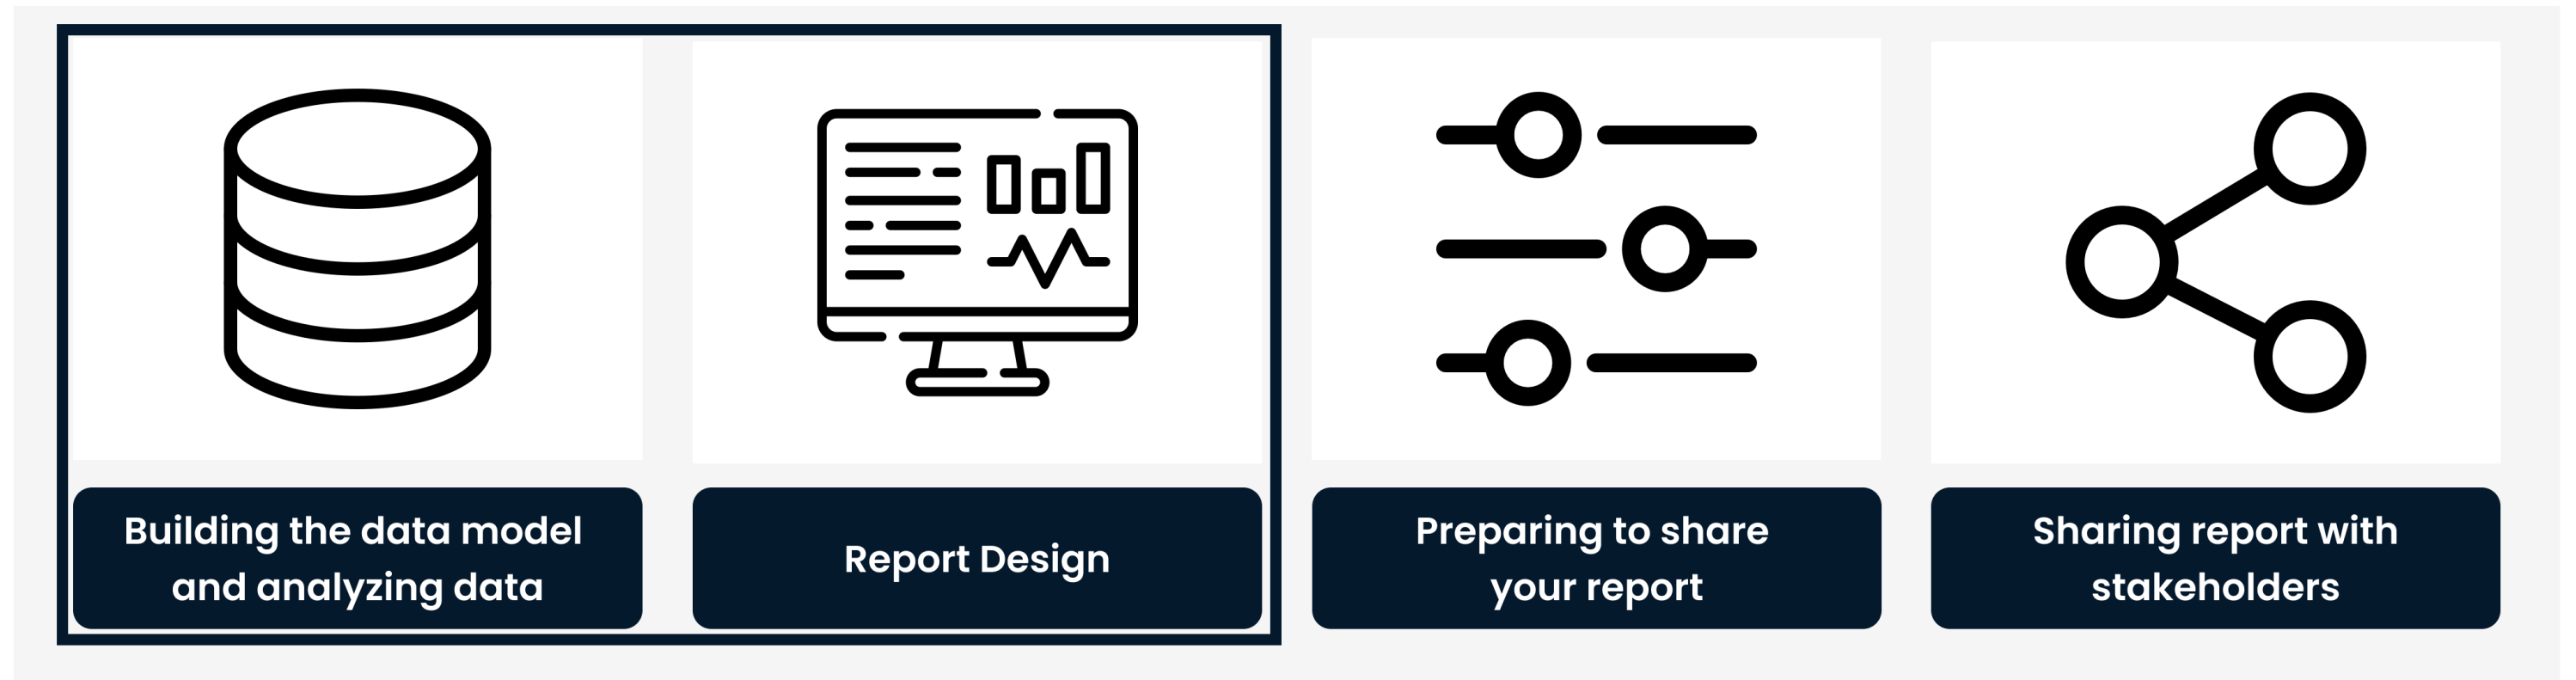 Building the data model
and analyzing data
Report Design
Preparing to share
your report
Sharing report with
stakeholders